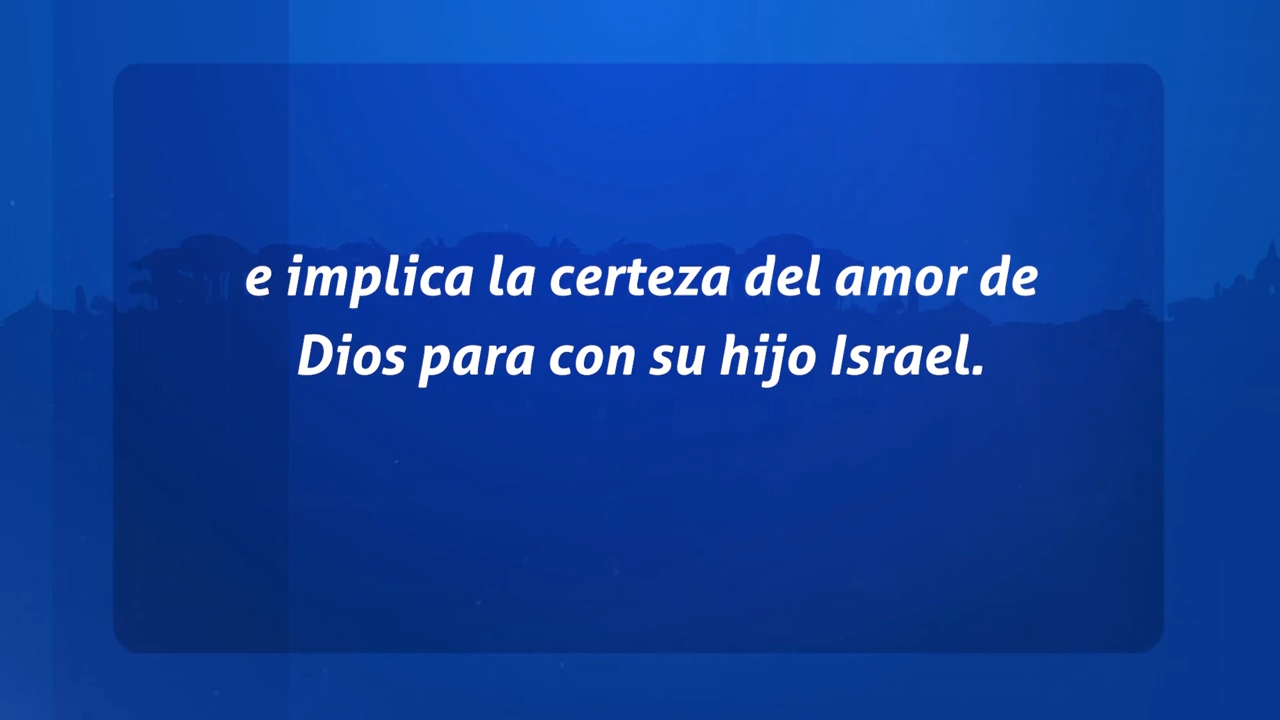 e implica la certeza del amor de
Dios para con su hijo Israel.